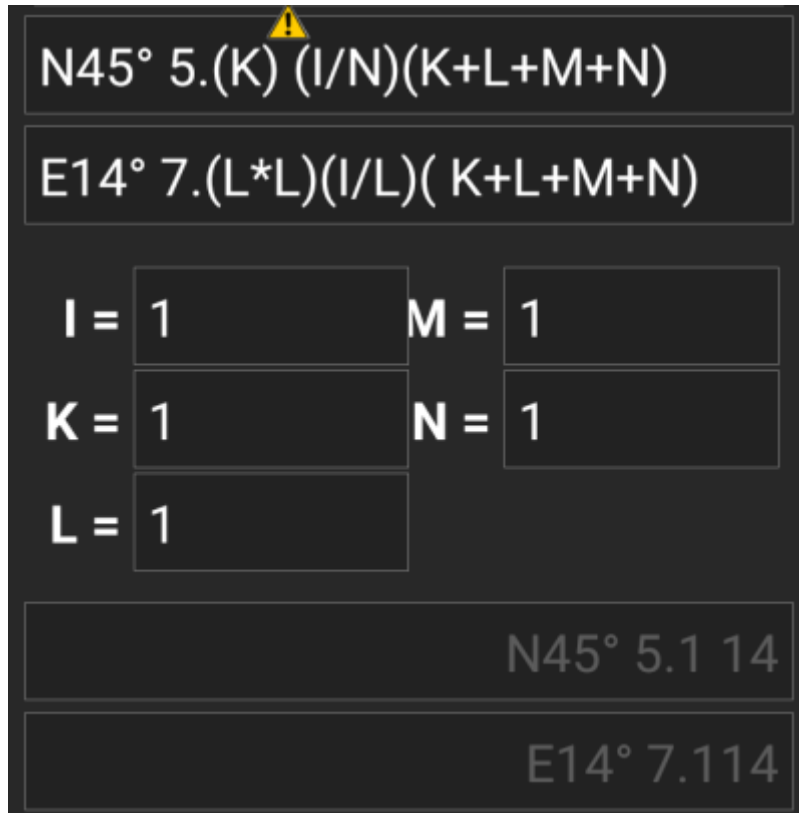 N45° 5.(K) (I/N)(K+L+M+N)
E14° 7.(L*L)(I/L)( K+L+M+N)
I = 1 M = 1
K = 1 N = 1
L = 1
N45° 5.1 14
E14° 7.114